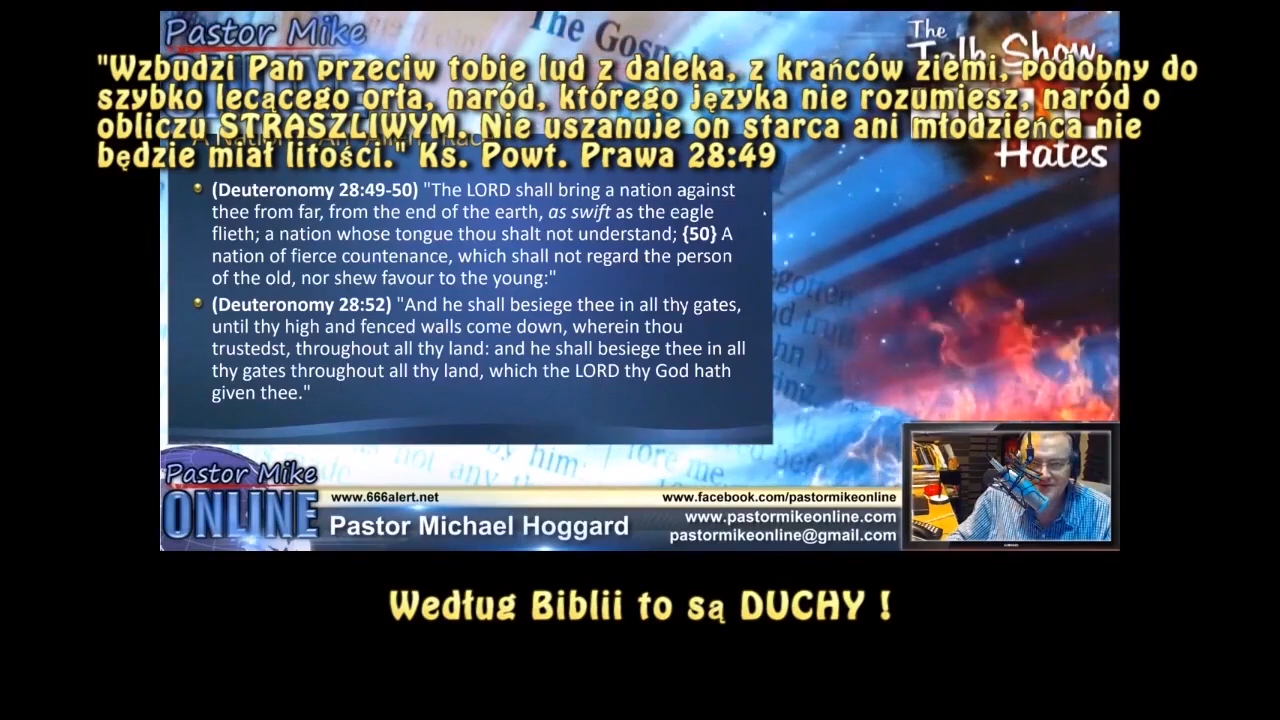 Pastor Mike
The Gospel
The
Talk Show
"Wzbudzi Pan przeciw tobie lud z daleka, z krańców ziemi, podobny do
szybko lecącego orła, naród, którego języka nie rozumiesz, naród o
obliczu STRASZLIWYM. Nie uszanuje on starca ani młodzieńca nie
będzie miał litości." Ks. Powt. Prawa 28:49
Hates
(Deuteronomy 28:49-50) "The LORD shall bring a nation against
thee from far, from the end of the earth, as swift as the eagle
flieth; a nation whose tongue thou shalt not understand; {50} A
nation of fierce countenance, which shall not regard the person
of the old, nor shew favour to the young:"
(Deuteronomy 28:52) "And he shall besiege thee in all thy gates,
until thy high and fenced walls come down, wherein thou
trustedst, throughout all thy land: and he shall besiege thee in all
thy gates throughout all thy land, which the LORD thy God hath
given thee."
Pastor Mike
ONLINE
www.666alert.net
Pastor Michael Hoggard
www.facebook.com/pastormikeonline
www.pastormikeonline.com
pastormikeonline@gmail.com
Według Biblii to są DUCHY !